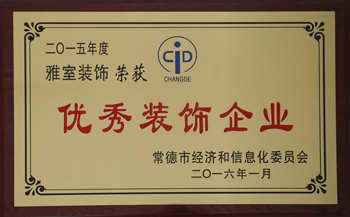 二〇一五年度
雅室装饰 荣获
CJD
CHANGDE
优秀装饰企业
常德市经济和信息化委员会
二〇一六年一月